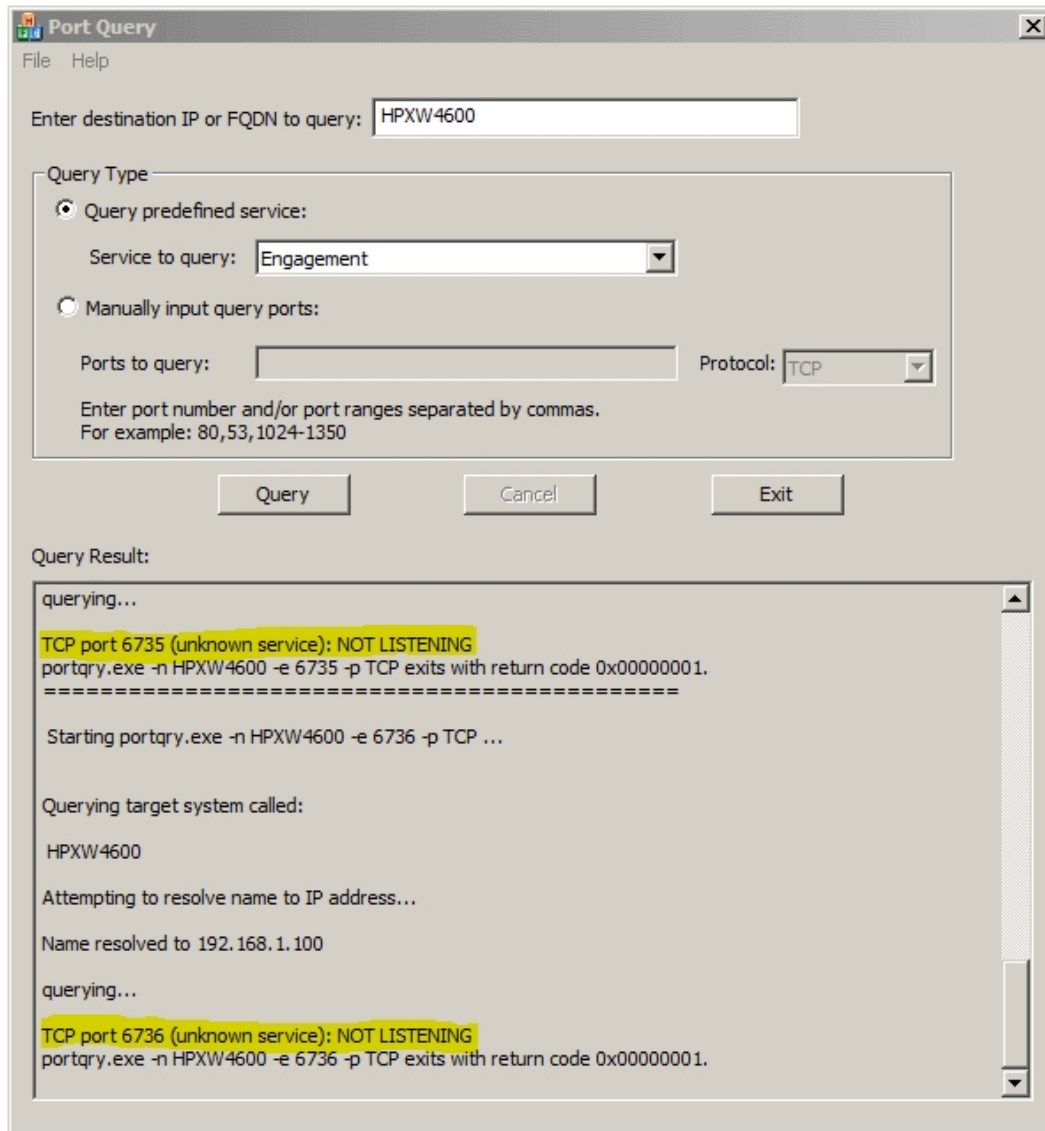 Port Query
File Help
Enter destination IP or FQDN to query: HPXW4600
Query Type
Query predefined service:
Service to query: Engagement
Manually input query ports:
Ports to query: Protocol: TCP
Enter port number and/or port ranges separated by commas.
For example: 80,53,1024-1350
Query Cancel Exit
Query Result:
querying...
TCP port 6735 (unknown service): NOT LISTENING
portqry.exe -n HPXW4600 -e 6735 -p TCP exits with return code 0x00000001.
=============================================
Starting portqry.exe -n HPXW4600 -e 6736 -p TCP ...
Querying target system called:
HPXW4600
Attempting to resolve name to IP address...
Name resolved to 192.168.1.100
querying...
TCP port 6736 (unknown service): NOT LISTENING
portqry.exe -n HPXW4600 -e 6736 -p TCP exits with return code 0x00000001.